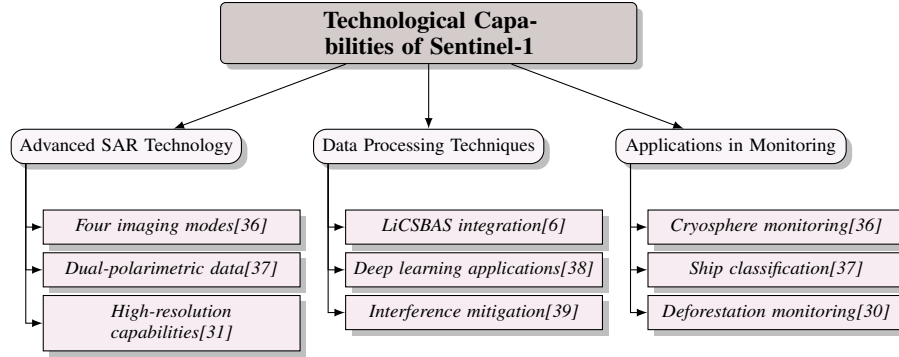 Technological Capa-
bilities of Sentinel-1
Advanced SAR Technology
Data Processing Techniques
Applications in Monitoring
Four imaging modes[36]
Dual-polarimetric data[37]
High-resolution
capabilities[31]
LiCSBAS integration[6]
Deep learning applications[38]
Interference mitigation[39]
Cryosphere monitoring[36]
Ship classification[37]
Deforestation monitoring[30]